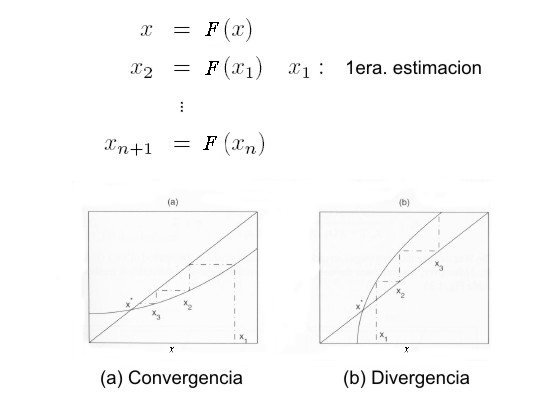 x = F(x)
x₂ = F(x₁) x₁ : 1era. estimacion
⋮
xₙ₊₁ = F(xₙ)
(a)
x*
x₃
x₂
x₁
x
(b)
x*
x₁
x₂
x₃
x
(a) Convergencia
(b) Divergencia